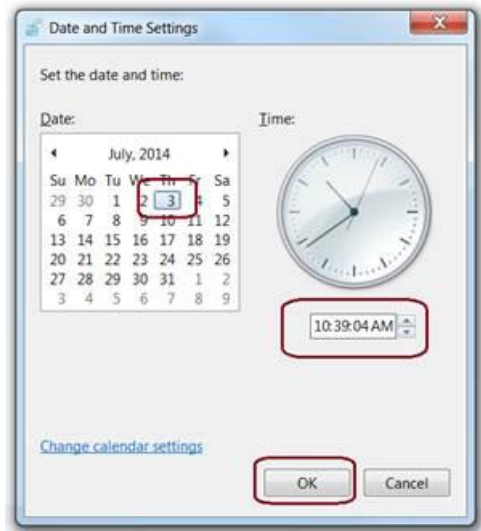 Date and Time Settings
X
Set the date and time:
Date:
Time:
July, 2014
Su Mo Tu We Th Fr Sa
29 30 1 2 3 4 5
6 7 8 9 10 11 12
13 14 15 16 17 18 19
20 21 22 23 24 25 26
27 28 29 30 31 1 2
3 4 5 6 7 8 9
10:39:04 AM
Change calendar settings
OK Cancel